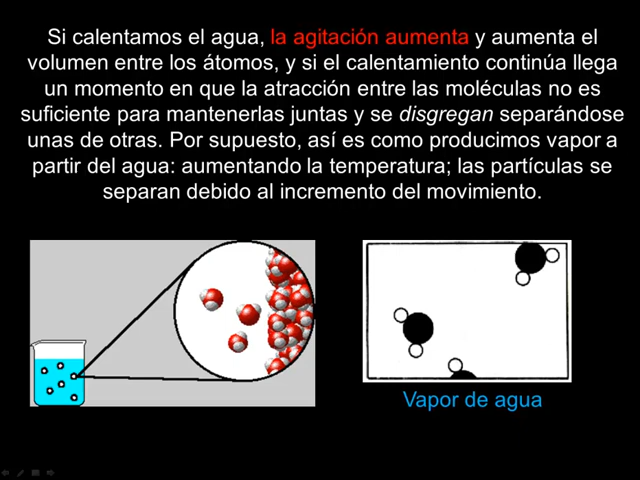 Si calentamos el agua, la agitación aumenta y aumenta el
volumen entre los átomos, y si el calentamiento continúa llega
un momento en que la atracción entre las moléculas no es
suficiente para mantenerlas juntas y se disgregan separándose
unas de otras. Por supuesto, así es como producimos vapor a
partir del agua: aumentando la temperatura; las partículas se
separan debido al incremento del movimiento.
Vapor de agua